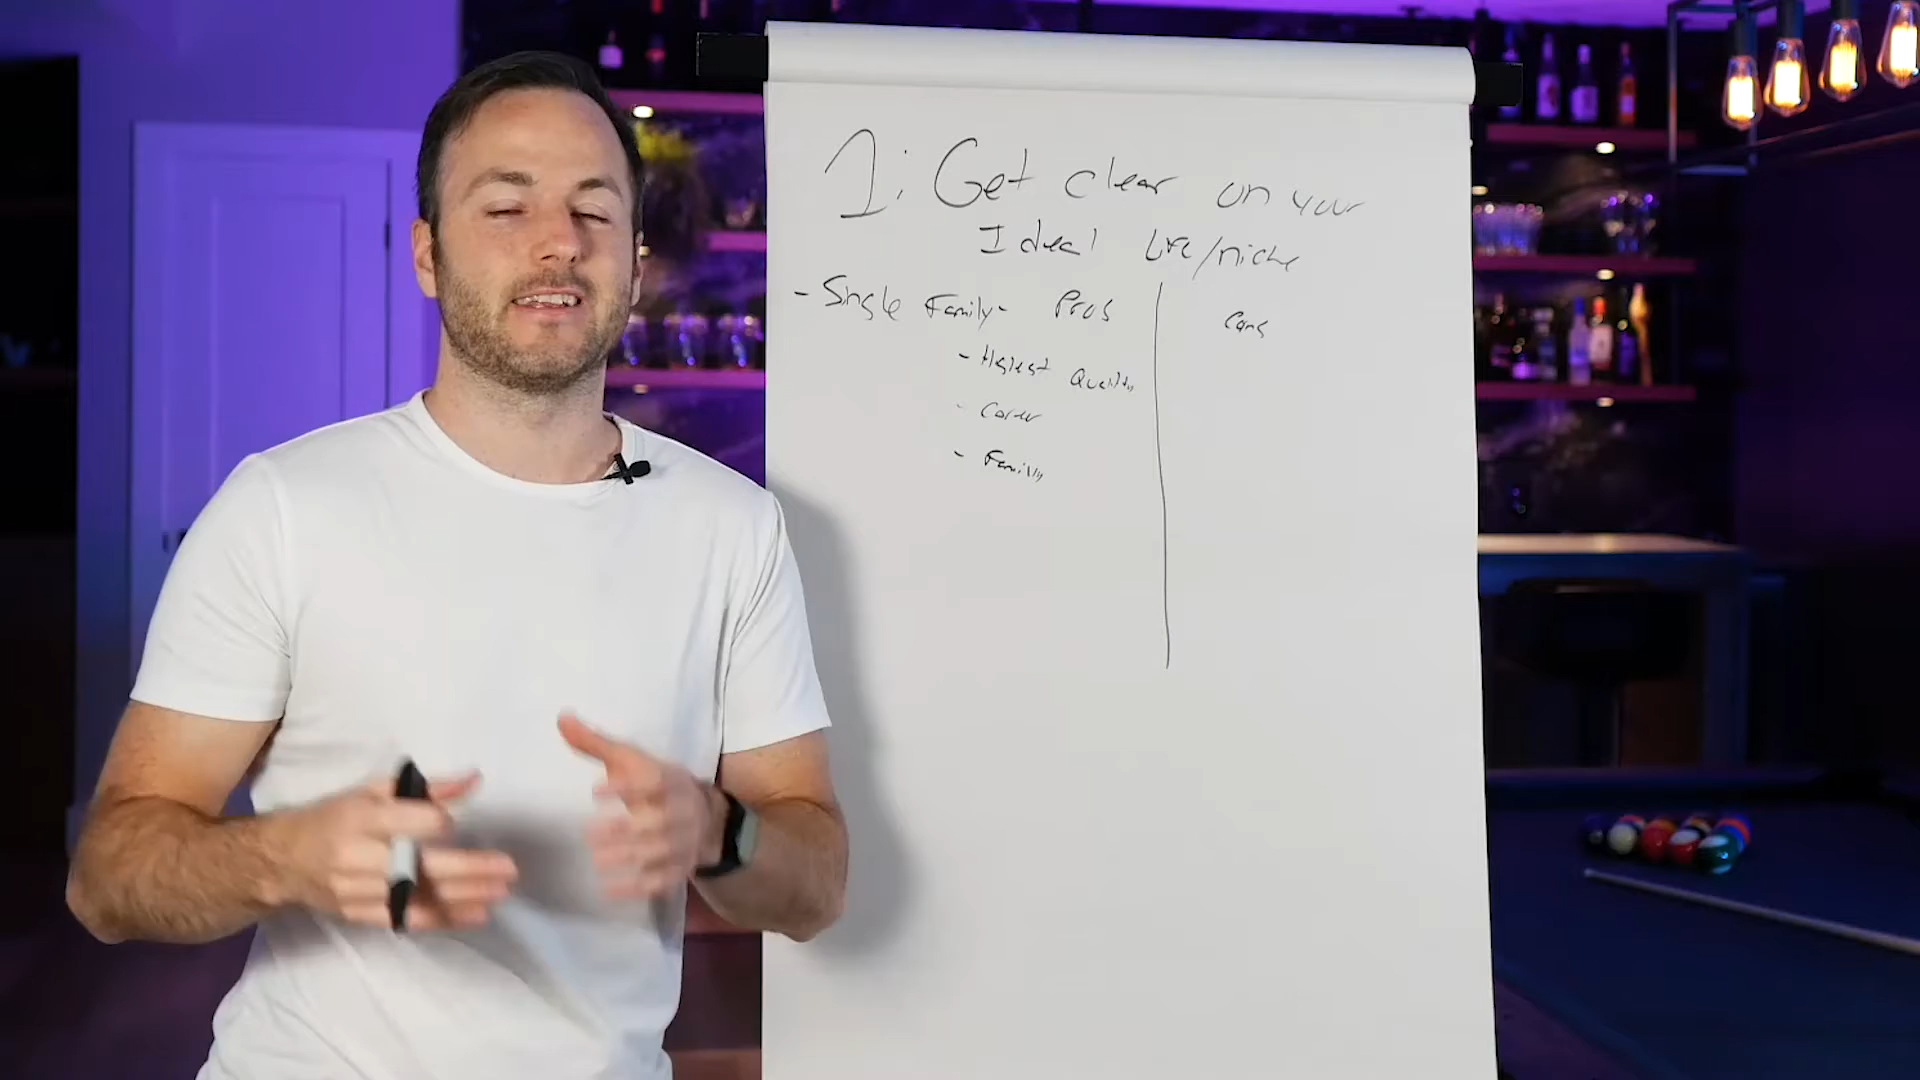 1: Get clear on your
Ideal Life/niche
- Single Family- Pros
Cons
- Highest Quality
- Career
- Family